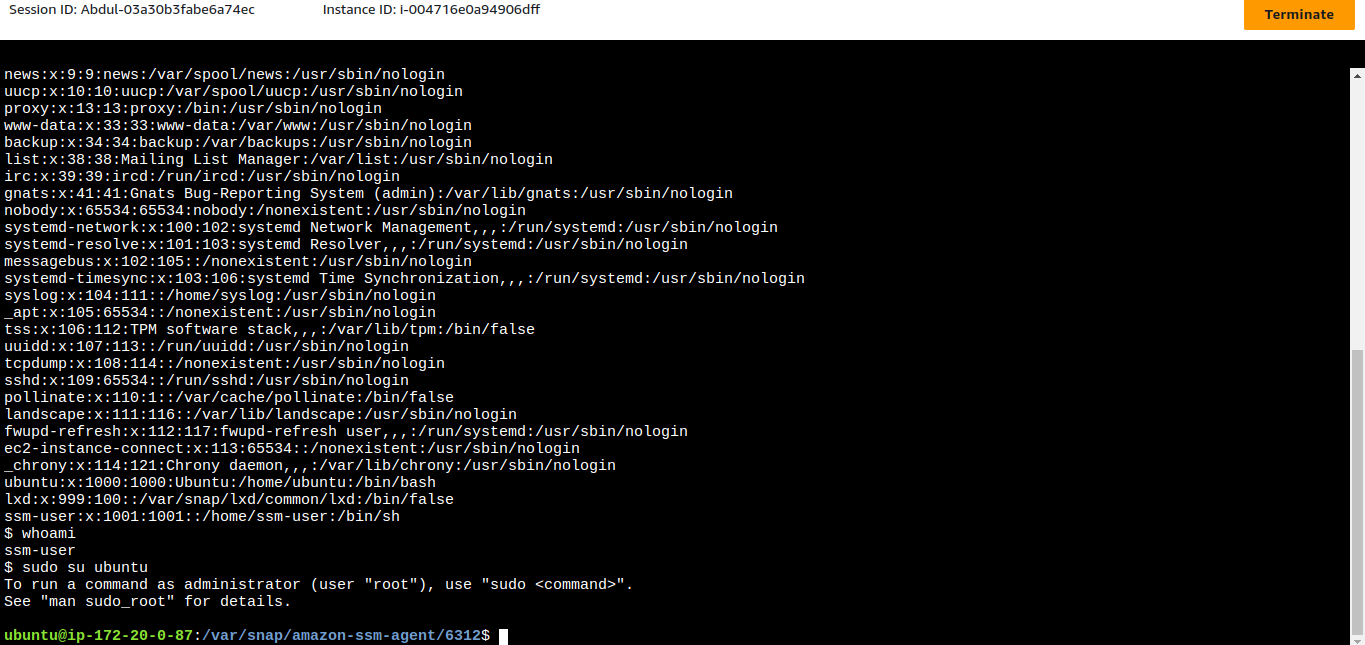 Session ID: Abdul-03a30b3fabe6a74ec Instance ID: i-004716e0a94906dff Terminate
news:x:9:9:news:/var/spool/news:/usr/sbin/nologin
uucp:x:10:10:uucp:/var/spool/uucp:/usr/sbin/nologin
proxy:x:13:13:proxy:/bin:/usr/sbin/nologin
www-data:x:33:33:www-data:/var/www:/usr/sbin/nologin
backup:x:34:34:backup:/var/backups:/usr/sbin/nologin
list:x:38:38:Mailing List Manager:/var/list:/usr/sbin/nologin
irc:x:39:39:ircd:/run/ircd:/usr/sbin/nologin
gnats:x:41:41:Gnats Bug-Reporting System (admin):/var/lib/gnats:/usr/sbin/nologin
nobody:x:65534:65534:nobody:/nonexistent:/usr/sbin/nologin
systemd-network:x:100:102:systemd Network Management,,,:/run/systemd:/usr/sbin/nologin
systemd-resolve:x:101:103:systemd Resolver,,,:/run/systemd:/usr/sbin/nologin
messagebus:x:102:105::/nonexistent:/usr/sbin/nologin
systemd-timesync:x:103:106:systemd Time Synchronization,,,:/run/systemd:/usr/sbin/nologin
syslog:x:104:111::/home/syslog:/usr/sbin/nologin
_apt:x:105:65534::/nonexistent:/usr/sbin/nologin
tss:x:106:112:TPM software stack,,,:/var/lib/tpm:/bin/false
uuidd:x:107:113::/run/uuidd:/usr/sbin/nologin
tcpdump:x:108:114::/nonexistent:/usr/sbin/nologin
sshd:x:109:65534::/run/sshd:/usr/sbin/nologin
pollinate:x:110:1::/var/cache/pollinate:/bin/false
landscape:x:111:116::/var/lib/landscape:/usr/sbin/nologin
fwupd-refresh:x:112:117:fwupd-refresh user,,,:/run/systemd:/usr/sbin/nologin
ec2-instance-connect:x:113:65534::/nonexistent:/usr/sbin/nologin
_chrony:x:114:121:Chrony daemon,,,:/var/lib/chrony:/usr/sbin/nologin
ubuntu:x:1000:1000:Ubuntu:/home/ubuntu:/bin/bash
lxd:x:999:100::/var/snap/lxd/common/lxd:/bin/false
ssm-user:x:1001:1001::/home/ssm-user:/bin/sh
$ whoami
ssm-user
$ sudo su ubuntu
To run a command as administrator (user "root"), use "sudo <command>".
See "man sudo_root" for details.
ubuntu@ip-172-20-0-87:/var/snap/amazon-ssm-agent/6312$